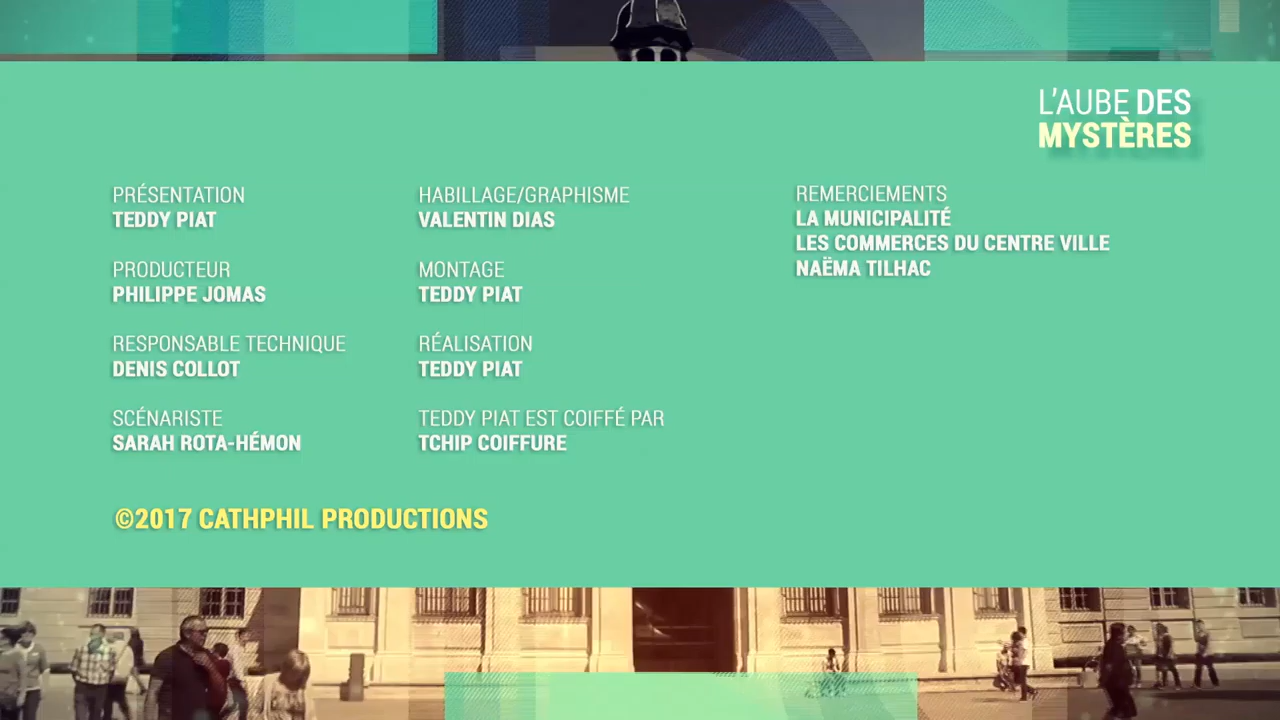 L'AUBE DES
MYSTÈRES
PRÉSENTATION
TEDDY PIAT
PRODUCTEUR
PHILIPPE JOMAS
RESPONSABLE TECHNIQUE
DENIS COLLOT
SCÉNARISTE
SARAH ROTA-HÉMON
HABILLAGE/GRAPHISME
VALENTIN DIAS
MONTAGE
TEDDY PIAT
RÉALISATION
TEDDY PIAT
TEDDY PIAT EST COIFFÉ PAR
TCHIP COIFFURE
REMERCIEMENTS
LA MUNICIPALITÉ
LES COMMERCES DU CENTRE VILLE
NAËMA TILHAC
©2017 CATHPHIL PRODUCTIONS